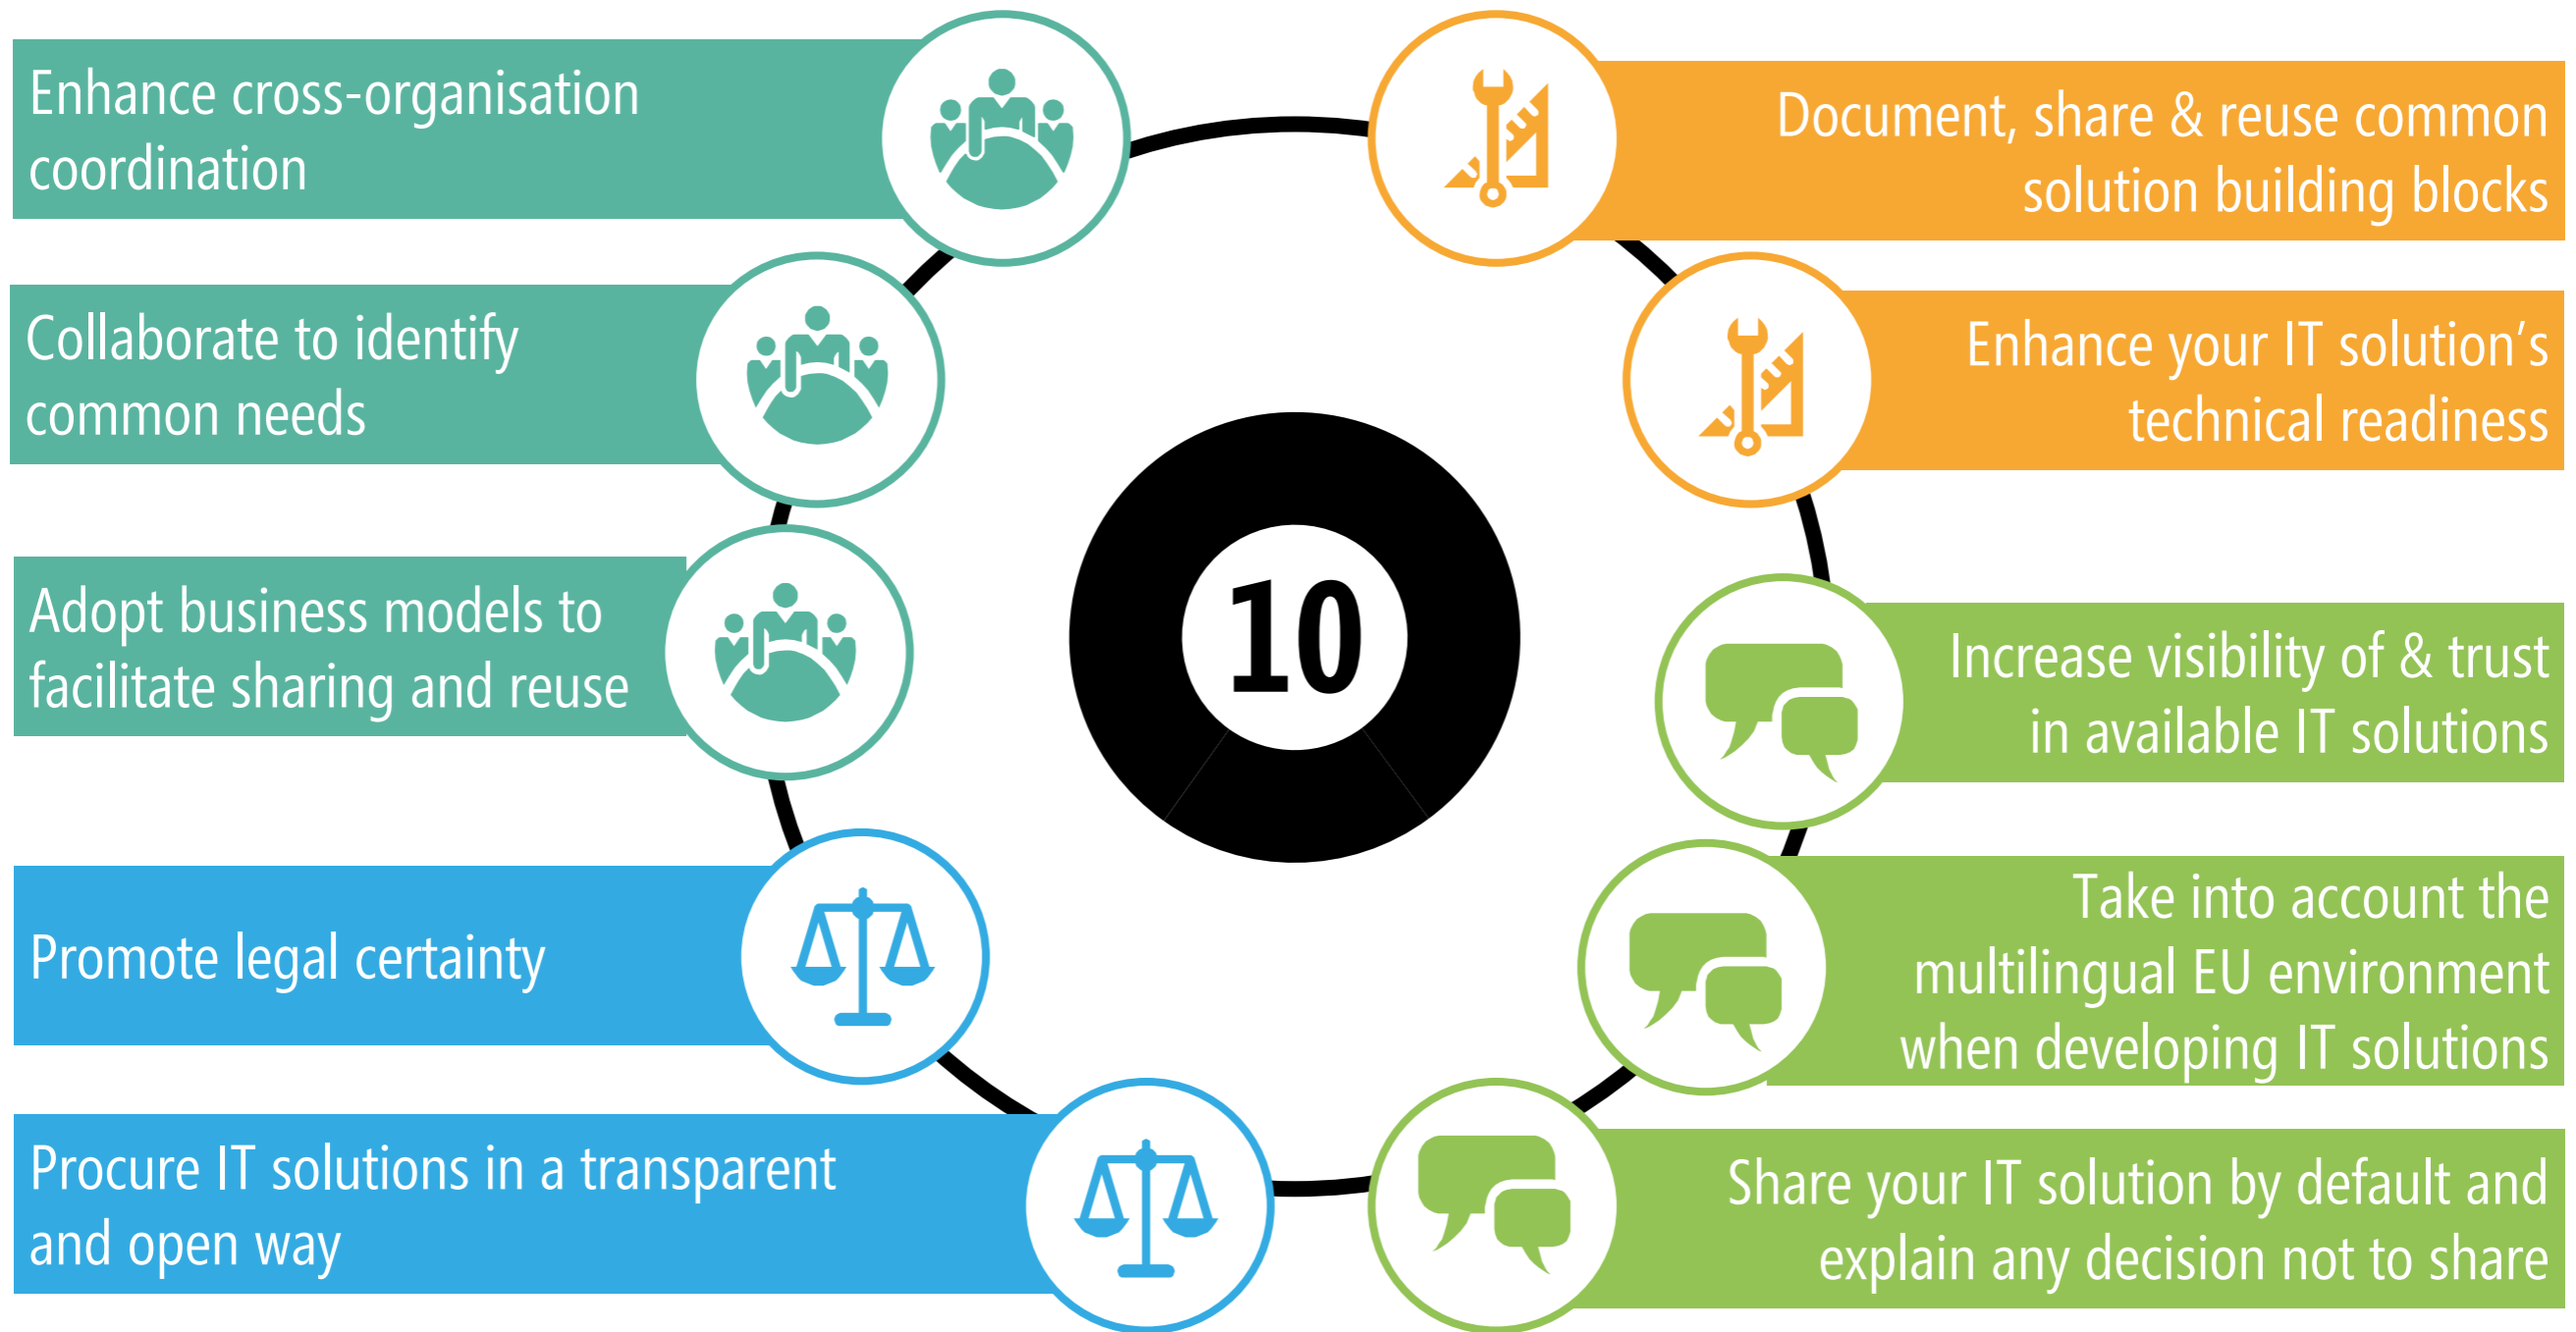 Enhance cross-organisation
coordination
Collaborate to identify
common needs
Adopt business models to
facilitate sharing and reuse
Promote legal certainty
Procure IT solutions in a transparent
and open way
10
Document, share & reuse common
solution building blocks
Enhance your IT solution’s
technical readiness
Increase visibility of & trust
in available IT solutions
Take into account the
multilingual EU environment
when developing IT solutions
Share your IT solution by default and
explain any decision not to share